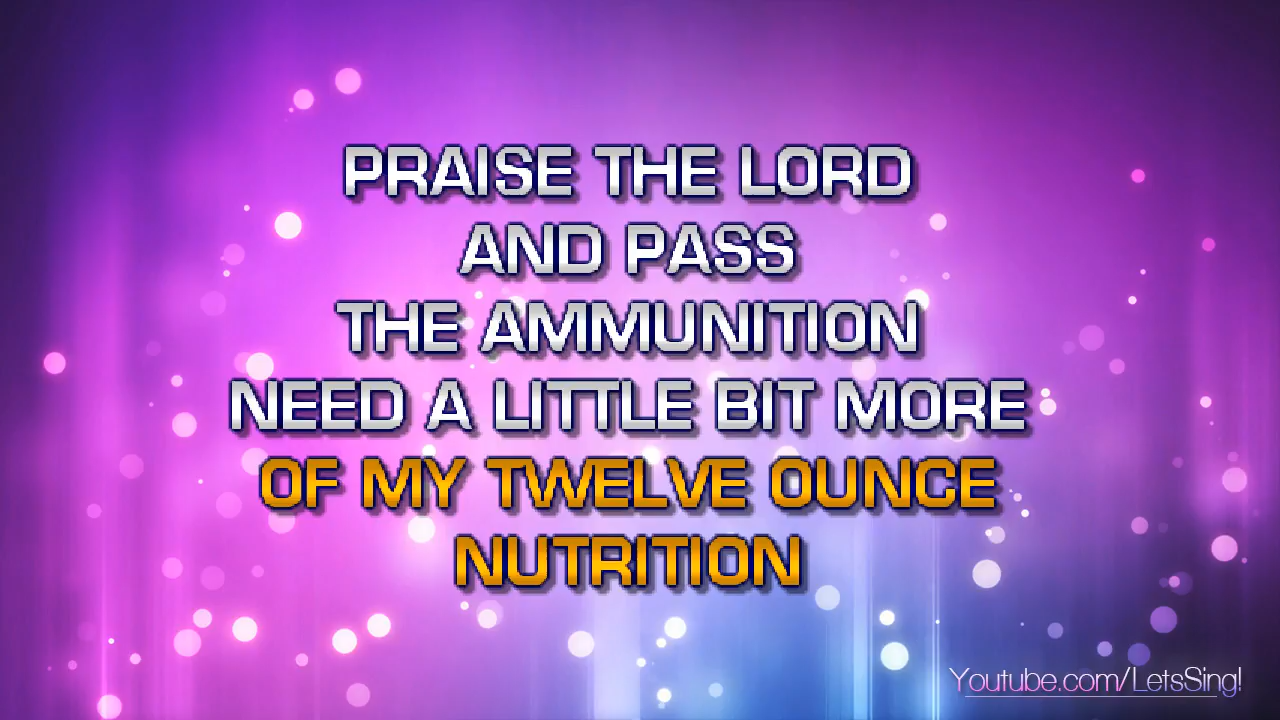 PRAISE THE LORD
AND PASS
THE AMMUNITION
NEED A LITTLE BIT MORE
OF MY TWELVE OUNCE
NUTRITION
Youtube.com/LetsSing!